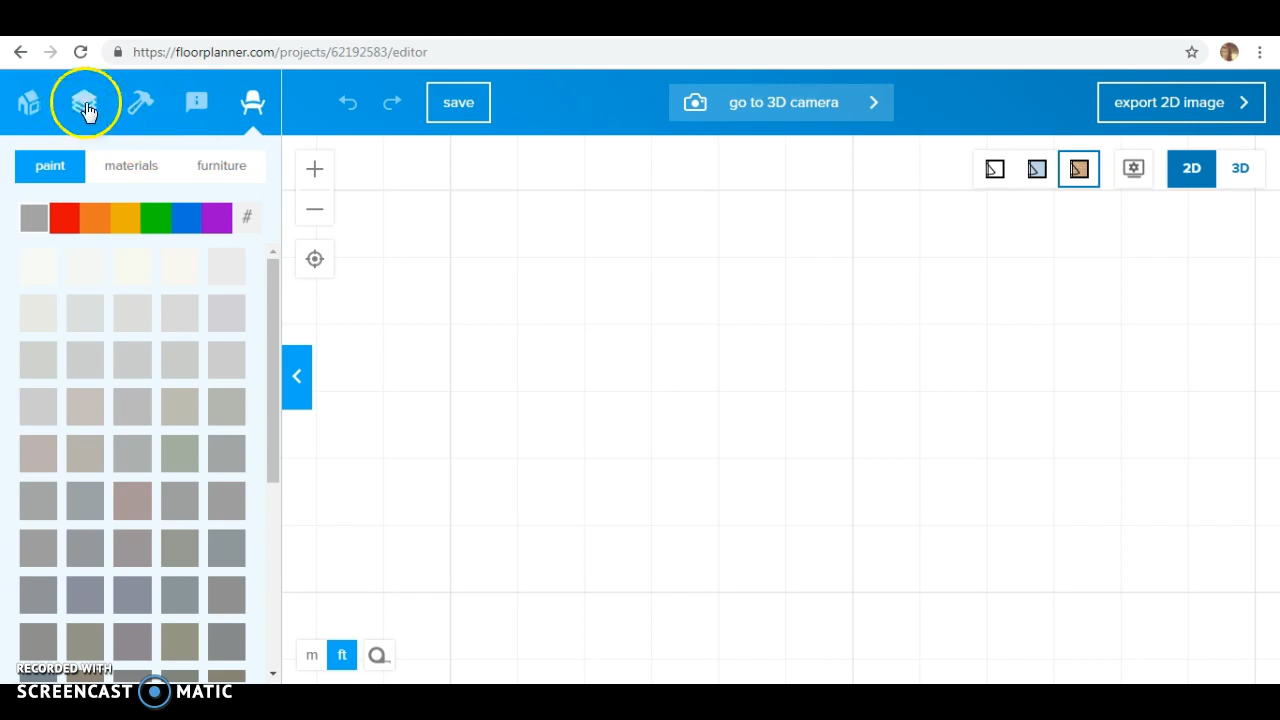 https://floorplanner.com/projects/62192583/editor
save
go to 3D camera
export 2D image
paint
materials
furniture
#
2D
3D
m
ft
RECORDED WITH
SCREENCAST MATIC